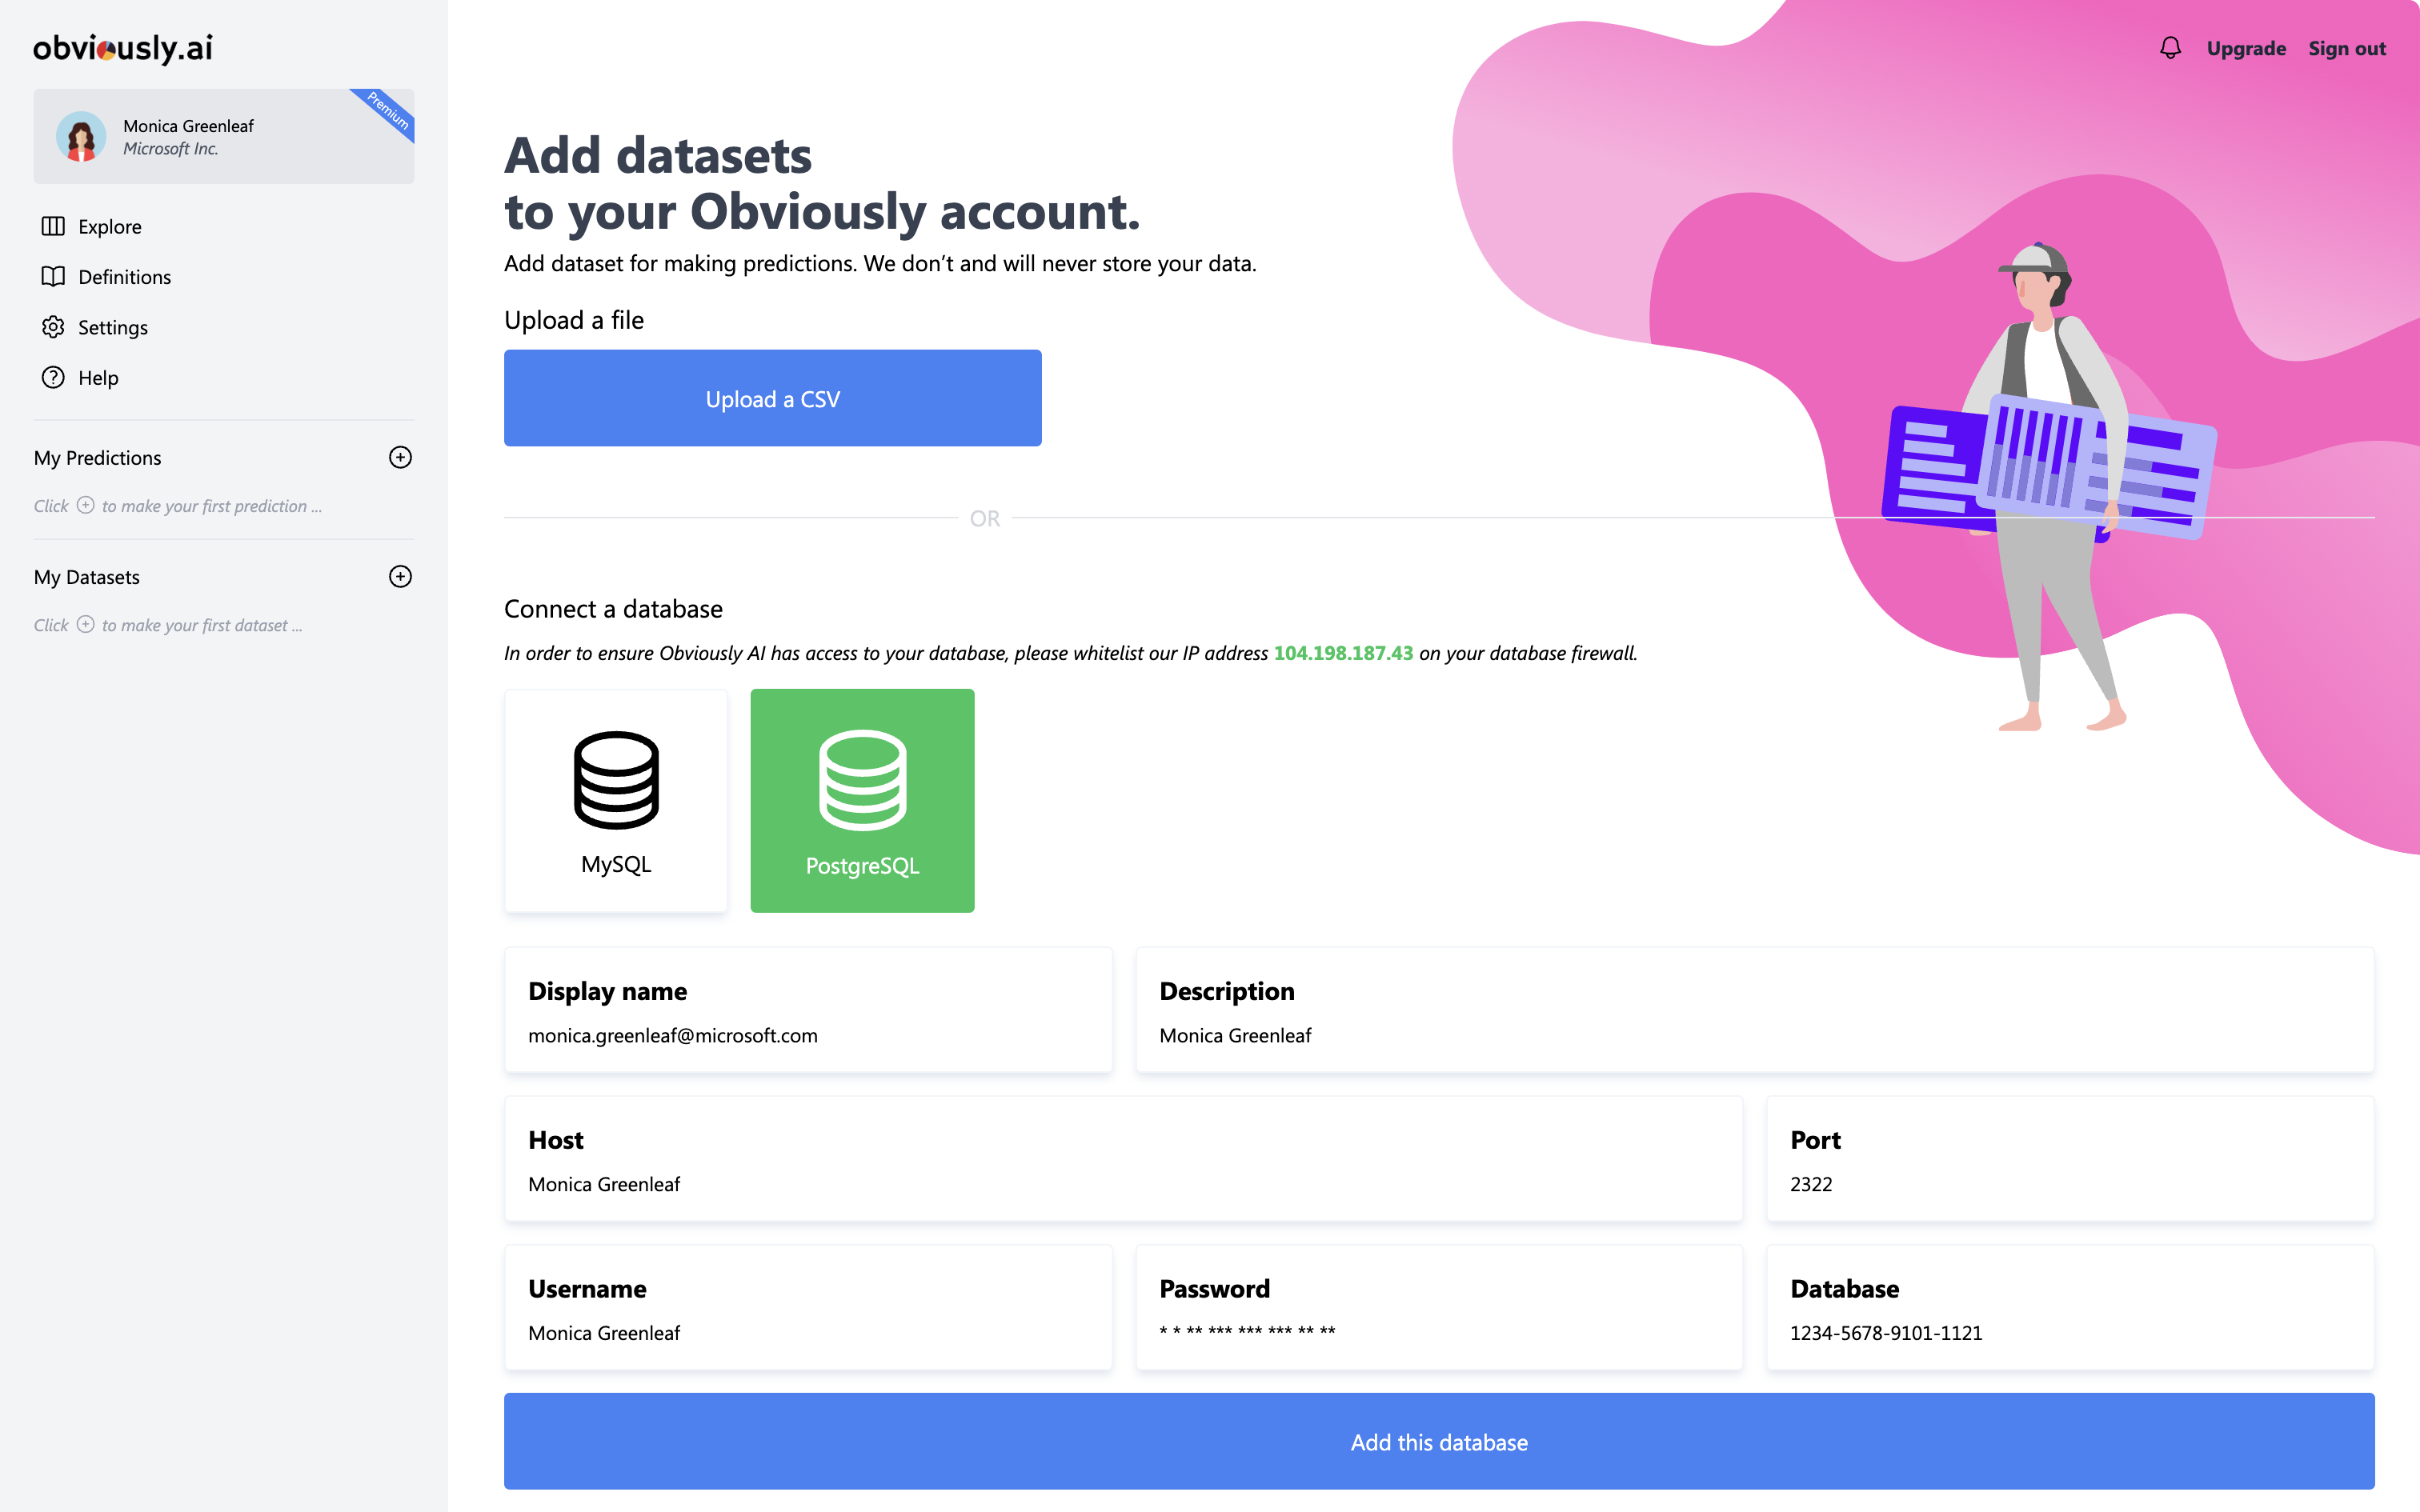 obviously.ai
Premium
Monica Greenleaf
Microsoft Inc.
Explore
Definitions
Settings
Help
My Predictions
Click + to make your first prediction ...
My Datasets
Click + to make your first dataset ...
Upgrade
Sign out
Add datasets
to your Obviously account.
Add dataset for making predictions. We don’t and will never store your data.
Upload a file
Upload a CSV
OR
Connect a database
In order to ensure Obviously AI has access to your database, please whitelist our IP address 104.198.187.43 on your database firewall.
MySQL
PostgreSQL
Display name
monica.greenleaf@microsoft.com
Description
Monica Greenleaf
Host
Monica Greenleaf
Port
2322
Username
Monica Greenleaf
Password
* * ** *** *** *** ** **
Database
1234-5678-9101-1121
Add this database